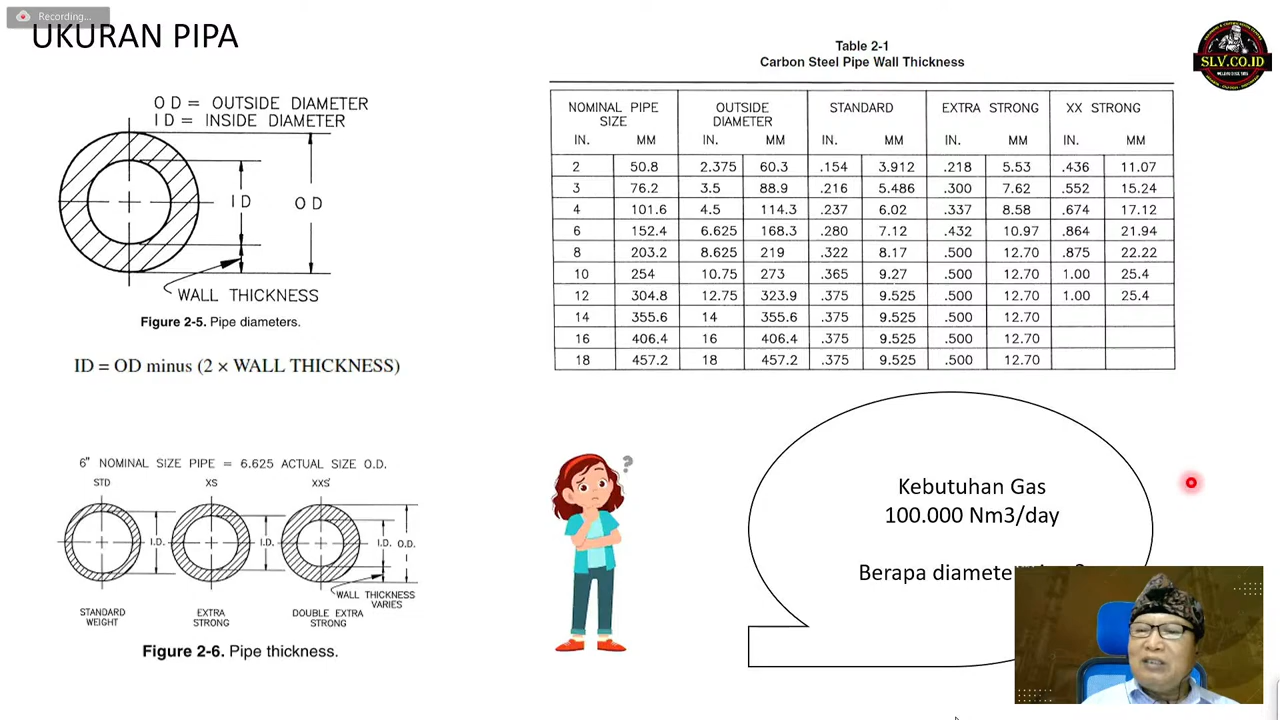 Recording...
UKURAN PIPA
O D = OUTSIDE DIAMETER
I D = INSIDE DIAMETER
I D
O D
WALL THICKNESS
Figure 2-5. Pipe diameters.
ID = OD minus (2 × WALL THICKNESS)
6" NOMINAL SIZE PIPE = 6.625 ACTUAL SIZE O.D.
STD XS XXS
I.D. I.D. I.D. O.D.
WALL THICKNESS
VARIES
STANDARD
WEIGHT
EXTRA
STRONG
DOUBLE EXTRA
STRONG
Figure 2-6. Pipe thickness.
Table 2-1
Carbon Steel Pipe Wall Thickness
NOMINAL PIPE
SIZE
OUTSIDE
DIAMETER
STANDARD
EXTRA STRONG
XX STRONG
IN. MM IN. MM IN. MM IN. MM IN. MM
2 50.8 2.375 60.3 .154 3.912 .218 5.53 .436 11.07
3 76.2 3.5 88.9 .216 5.486 .300 7.62 .552 15.24
4 101.6 4.5 114.3 .237 6.02 .337 8.58 .674 17.12
6 152.4 6.625 168.3 .280 7.12 .432 10.97 .864 21.94
8 203.2 8.625 219 .322 8.17 .500 12.70 .875 22.22
10 254 10.75 273 .365 9.27 .500 12.70 1.00 25.4
12 304.8 12.75 323.9 .375 9.525 .500 12.70 1.00 25.4
14 355.6 14 355.6 .375 9.525 .500 12.70
16 406.4 16 406.4 .375 9.525 .500 12.70
18 457.2 18 457.2 .375 9.525 .500 12.70
SLV.CO.ID
?
Kebutuhan Gas
100.000 Nm3/day
Berapa